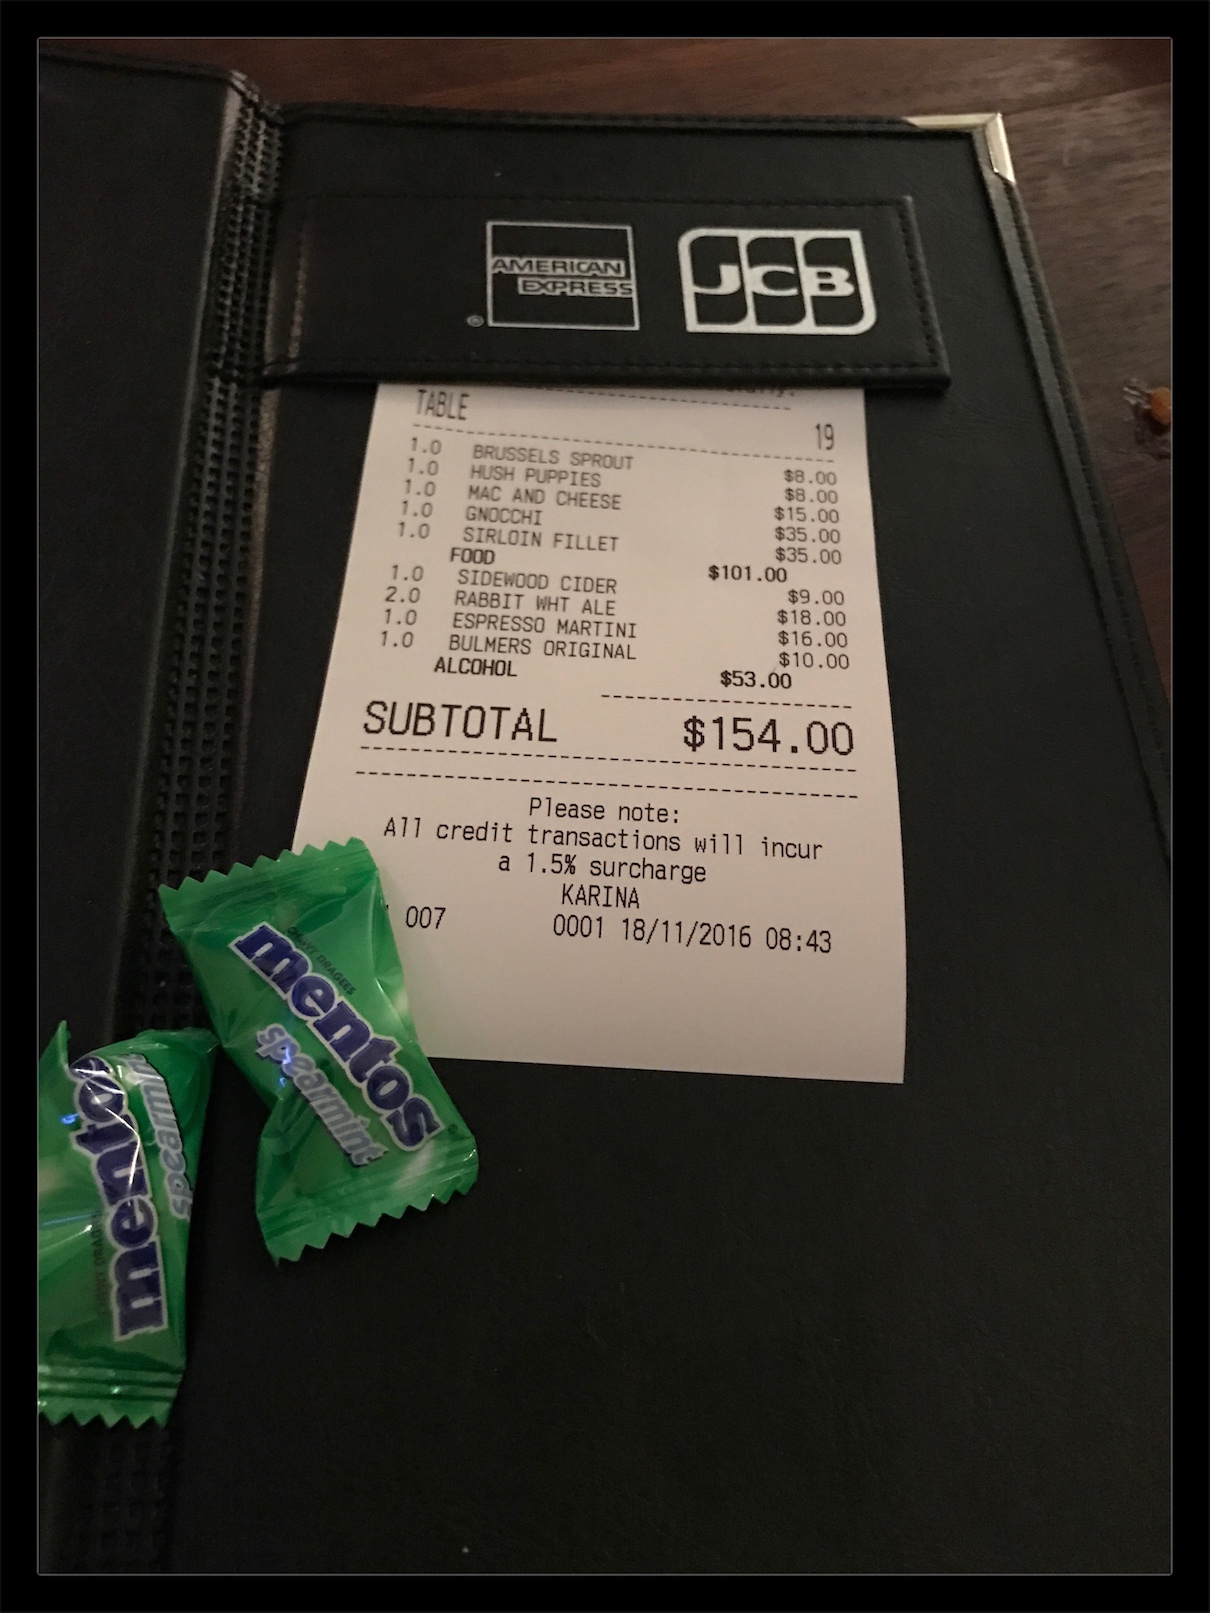 AMERICAN
EXPRESS
®
JCB
TABLE 19
1.0 BRUSSELS SPROUT $8.00
1.0 HUSH PUPPIES $8.00
1.0 MAC AND CHEESE $15.00
1.0 GNOCCHI $35.00
1.0 SIRLOIN FILLET $35.00
FOOD $101.00
1.0 SIDEWOOD CIDER $9.00
2.0 RABBIT WHT ALE $18.00
1.0 ESPRESSO MARTINI $16.00
1.0 BULMERS ORIGINAL $10.00
ALCOHOL $53.00
SUBTOTAL $154.00
Please note:
All credit transactions will incur
a 1.5% surcharge
KARINA
007 0001 18/11/2016 08:43
CHEWY DRAGEES
mentos
spearmint
mentos
spearmint